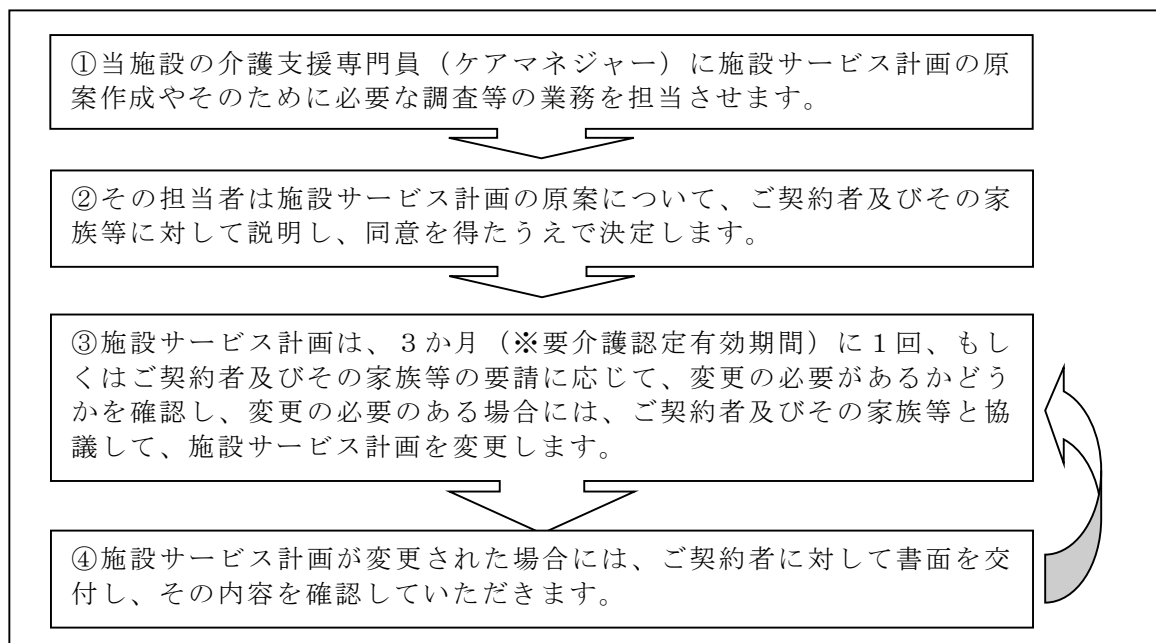 ①当施設の介護支援専門員（ケアマネジャー）に施設サービス計画の原
案作成やそのために必要な調査等の業務を担当させます。
②その担当者は施設サービス計画の原案について、ご契約者及びその家
族等に対して説明し、同意を得たうえで決定します。
③施設サービス計画は、３か月（※要介護認定有効期間）に１回、もし
くはご契約者及びその家族等の要請に応じて、変更の必要があるかどう
かを確認し、変更の必要のある場合には、ご契約者及びその家族等と協
議して、施設サービス計画を変更します。
④施設サービス計画が変更された場合には、ご契約者に対して書面を交
付し、その内容を確認していただきます。